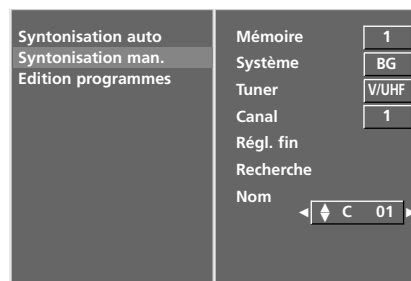 Syntonisation auto
Syntonisation man.
Edition programmes
Mémoire 1
Système BG
Tuner V/UHF
Canal 1
Régl. fin
Recherche
Nom
C 01